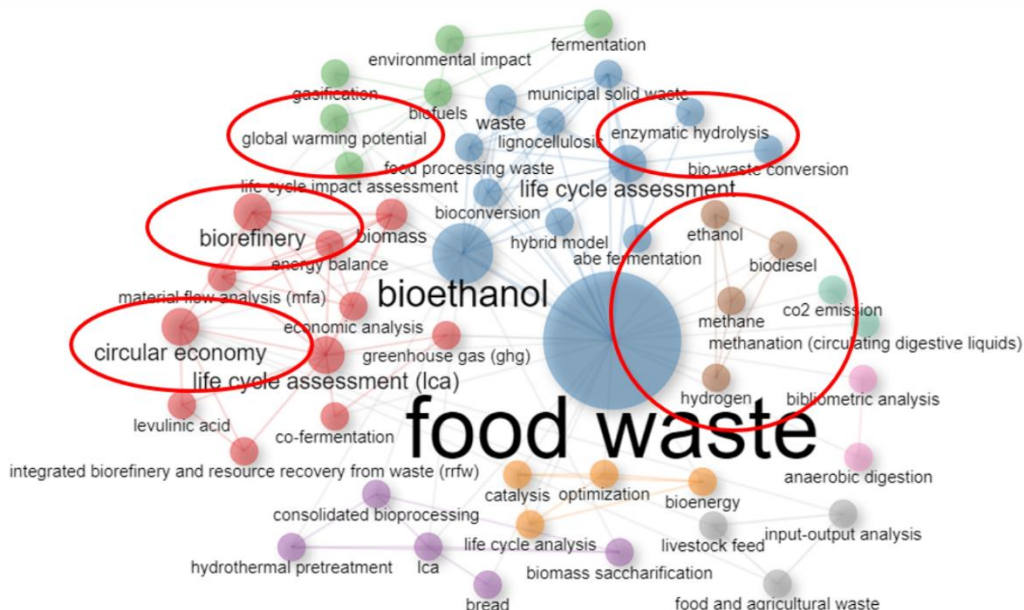 fermentation
environmental impact
gasification
municipal solid waste
biofuels
waste
global warming potential
enzymatic hydrolysis
lignocellulosic
food processing waste
bio-waste conversion
life cycle impact assessment
life cycle assessment
bioconversion
biorefinery
biomass
hybrid model
ethanol
abe fermentation
energy balance
biodiesel
material flow analysis (mfa)
bioethanol
co2 emission
economic analysis
methane
methanation (circulating digestive liquids)
circular economy
greenhouse gas (ghg)
life cycle assessment (lca)
hydrogen
bibliometric analysis
levulinic acid
co-fermentation
food waste
integrated biorefinery and resource recovery from waste (rrfw)
anaerobic digestion
catalysis
optimization
bioenergy
consolidated bioprocessing
input-output analysis
life cycle analysis
livestock feed
hydrothermal pretreatment
lca
biomass saccharification
bread
food and agricultural waste